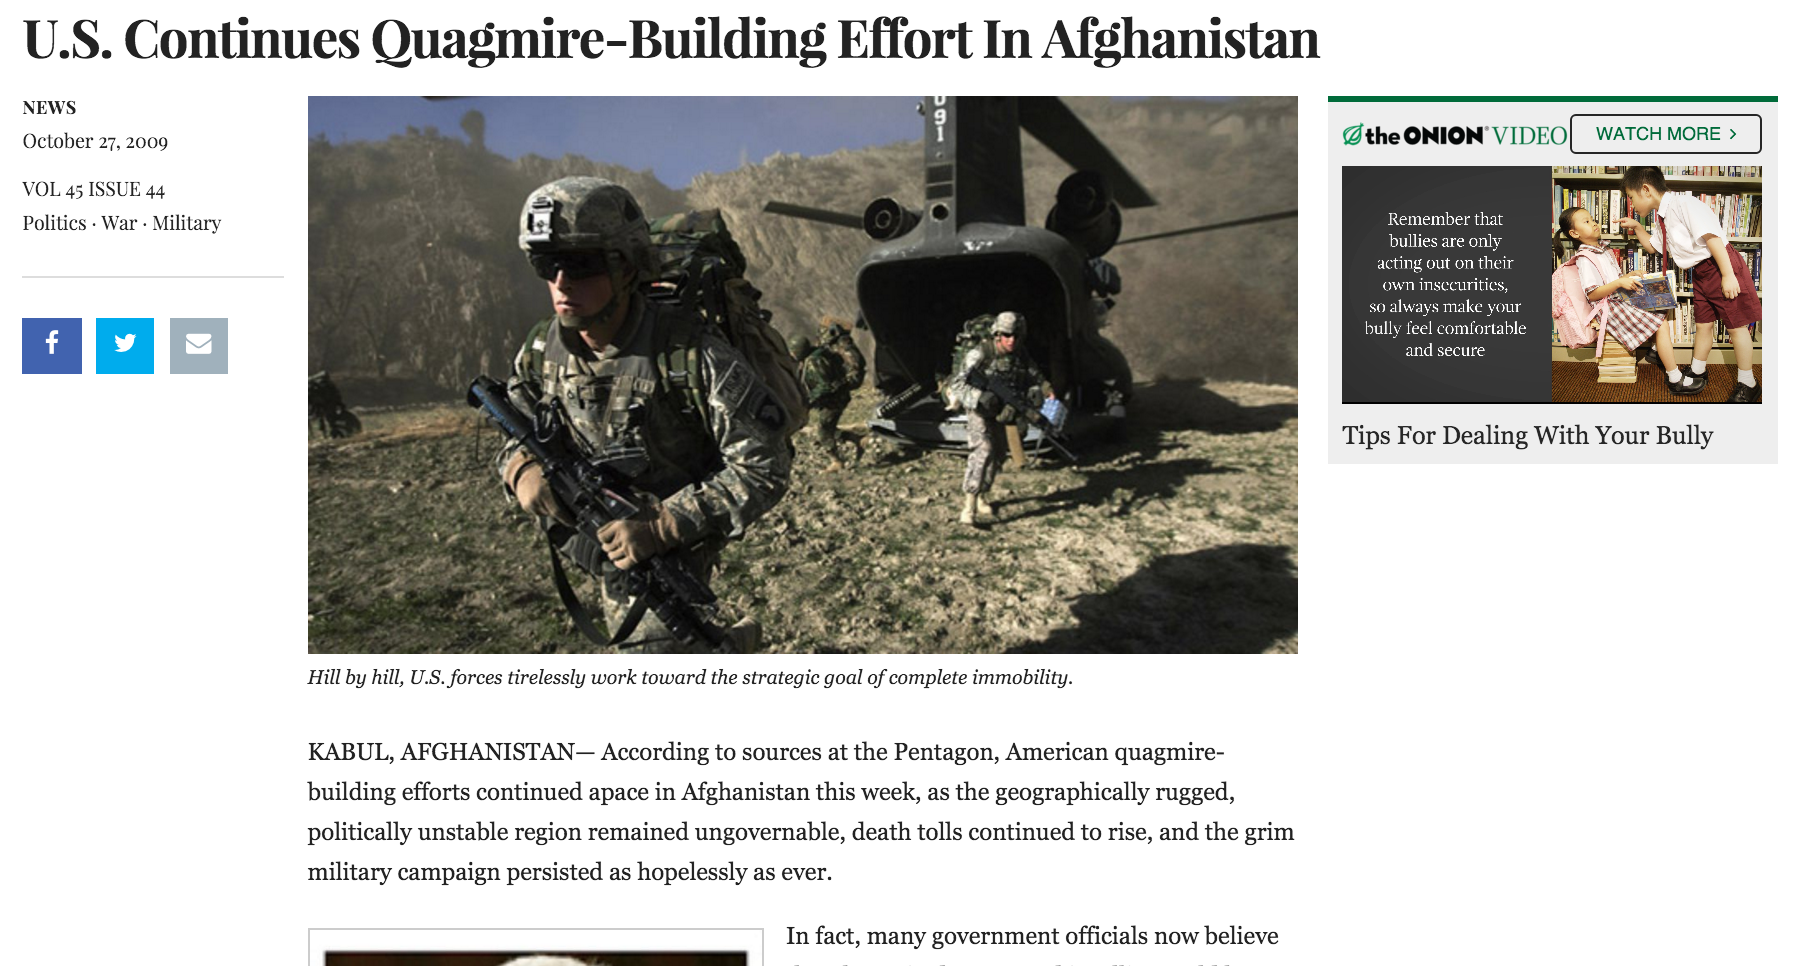 U.S. Continues Quagmire-Building Effort In Afghanistan
NEWS
October 27, 2009
VOL 45 ISSUE 44
Politics · War · Military
091
ARMY
Hill by hill, U.S. forces tirelessly work toward the strategic goal of complete immobility.
KABUL, AFGHANISTAN— According to sources at the Pentagon, American quagmire-
building efforts continued apace in Afghanistan this week, as the geographically rugged,
politically unstable region remained ungovernable, death tolls continued to rise, and the grim
military campaign persisted as hopelessly as ever.
In fact, many government officials now believe
the ONION® VIDEO
WATCH MORE >
Remember that
bullies are only
acting out on their
own insecurities,
so always make your
bully feel comfortable
and secure
Tips For Dealing With Your Bully